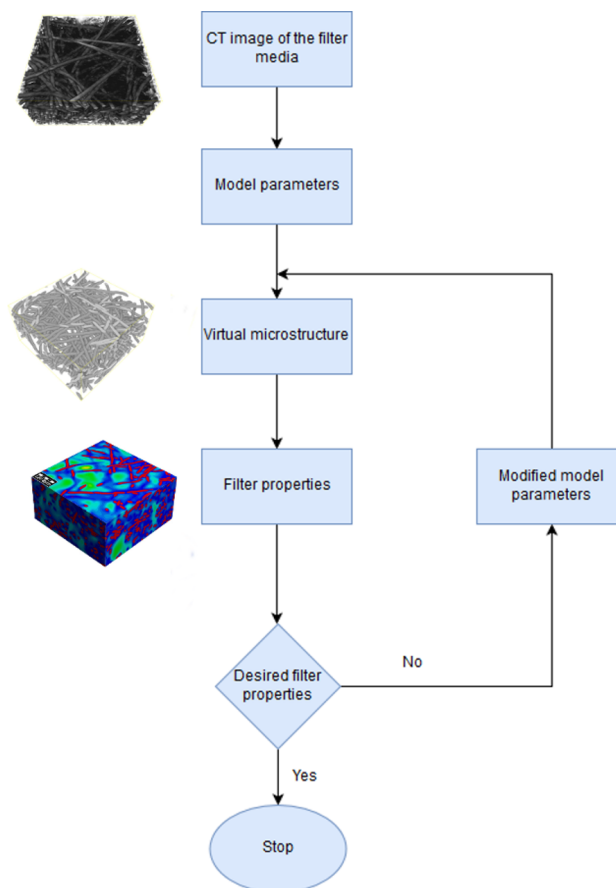 CT image of the filter
media
Model parameters
Virtual microstructure
Filter properties
Modified model
parameters
Desired filter
properties
No
Yes
Stop